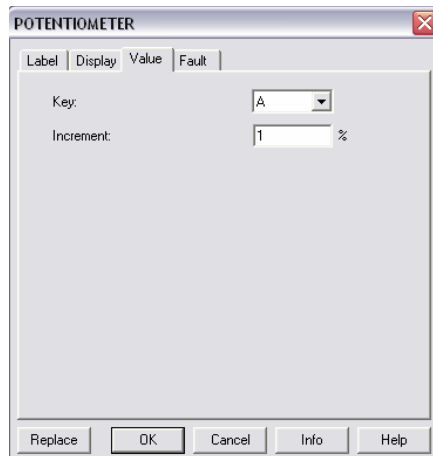 POTENTIOMETER
Label Display Value Fault
Key: A
Increment: 1 %
Replace OK Cancel Info Help